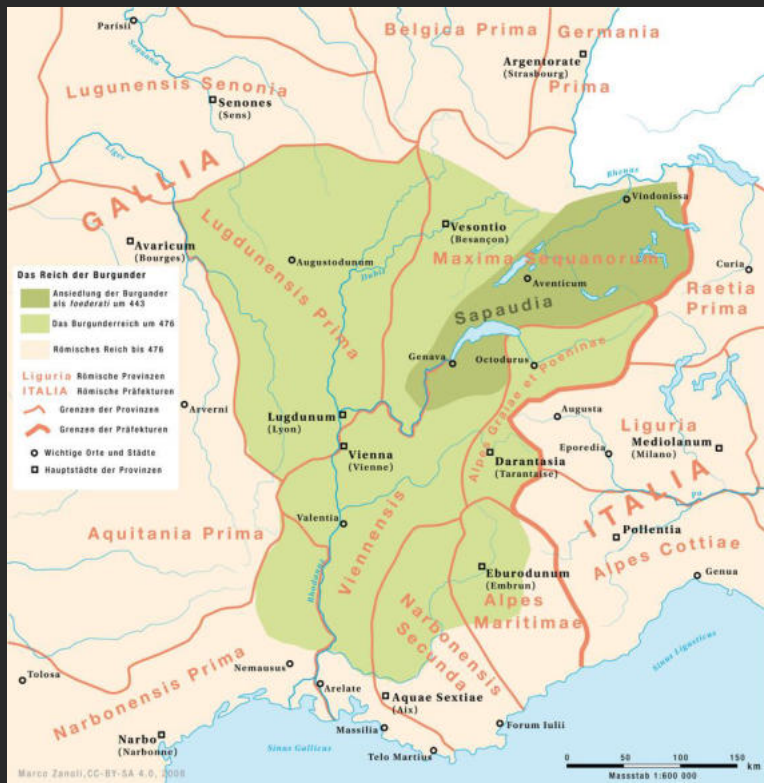 Parisii
Sequana
Belgica Prima
Germania
Prima
Argentorate
(Strasbourg)
Lugunensis Senonia
Senones
(Sens)
Liger
GALLIA
Rhenus
Vindonissa
Avaricum
(Bourges)
Lugdunensis Prima
Augustodunum
Vesontio
(Besançon)
Dubis
Maxima Sequanorum
Aventicum
Curia
Raetia
Prima
Sapaudia
Genava
Octodurus
Alpes Graiae et Poeninae
Das Reich der Burgunder
Ansiedlung der Burgunder
als foederati um 443
Das Burgunderreich um 476
Römisches Reich bis 476
Liguria Römische Provinzen
ITALIA Römische Präfekturen
Grenzen der Provinzen
Grenzen der Präfekturen
Wichtige Orte und Städte
Hauptstädte der Provinzen
Arverni
Lugdunum
(Lyon)
Vienna
(Vienne)
Augusta
Liguria
Eporedia
Mediolanum
(Milano)
Darantasia
(Tarantaise)
ITALIA
Po
Aquitania Prima
Valentia
Viennensis
Rhodanus
Pollentia
Alpes Cottiae
Eburodunum
(Embrun)
Alpes
Maritimae
Genua
Narbonensis
Secunda
Sinus Ligusticus
Narbonensis Prima
Tolosa
Nemausus
Arelate
Aquae Sextiae
(Aix)
Massilia
Forum Iulii
Telo Martius
Narbo
(Narbonne)
Sinus Gallicus
Marco Zanoli, CC-BY-SA 4.0, 2006
0 50 100 150
km
Massstab 1:600 000